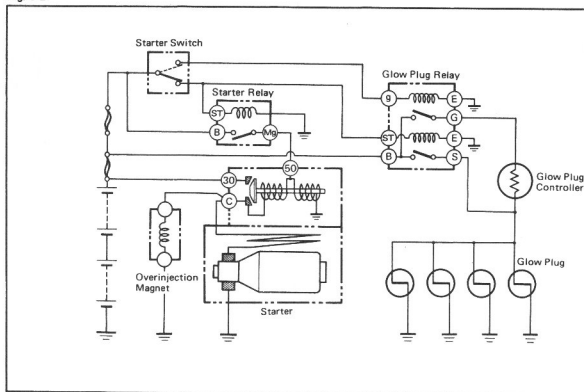 Starter Switch
Starter Relay
Glow Plug Relay
ST
B
Mg
g
E
G
ST
E
B
S
50
30
C
Glow Plug
Controller
Overinjection
Magnet
Starter
Glow Plug